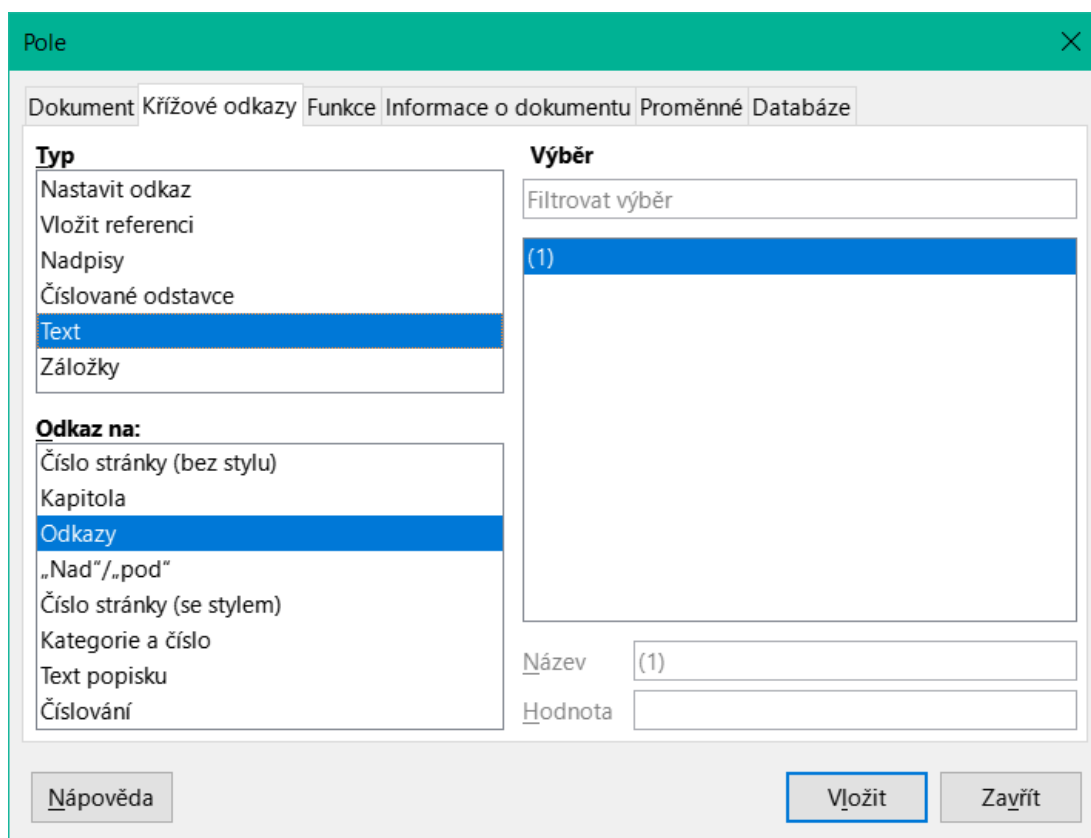 Pole
Dokument Křížové odkazy Funkce Informace o dokumentu Proměnné Databáze
Typ
Nastavit odkaz
Vložit referenci
Nadpisy
Číslované odstavce
Text
Záložky
Odkaz na:
Číslo stránky (bez stylu)
Kapitola
Odkazy
„Nad“/„pod“
Číslo stránky (se stylem)
Kategorie a číslo
Text popisku
Číslování
Výběr
Filtrovat výběr
(1)
Název (1)
Hodnota
Nápověda Vložit Zavřít